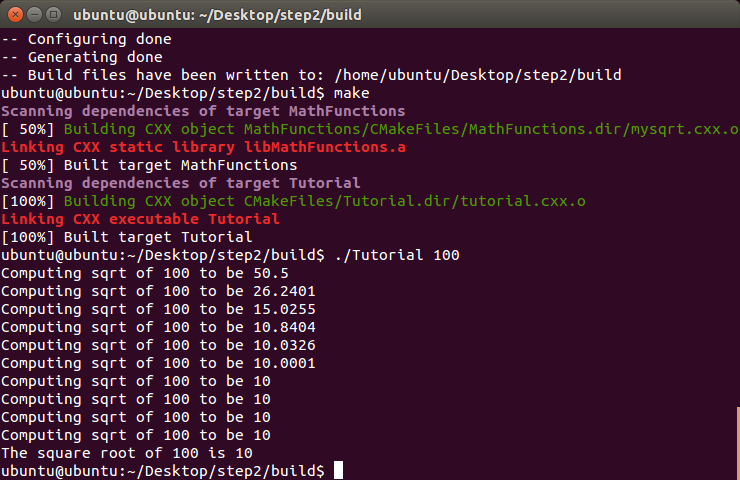 ubuntu@ubuntu: ~/Desktop/step2/build
-- Configuring done
-- Generating done
-- Build files have been written to: /home/ubuntu/Desktop/step2/build
ubuntu@ubuntu:~/Desktop/step2/build$ make
Scanning dependencies of target MathFunctions
[ 50%] Building CXX object MathFunctions/CMakeFiles/MathFunctions.dir/mysqrt.cxx.o
Linking CXX static library libMathFunctions.a
[ 50%] Built target MathFunctions
Scanning dependencies of target Tutorial
[100%] Building CXX object CMakeFiles/Tutorial.dir/tutorial.cxx.o
Linking CXX executable Tutorial
[100%] Built target Tutorial
ubuntu@ubuntu:~/Desktop/step2/build$ ./Tutorial 100
Computing sqrt of 100 to be 50.5
Computing sqrt of 100 to be 26.2401
Computing sqrt of 100 to be 15.0255
Computing sqrt of 100 to be 10.8404
Computing sqrt of 100 to be 10.0326
Computing sqrt of 100 to be 10.0001
Computing sqrt of 100 to be 10
Computing sqrt of 100 to be 10
Computing sqrt of 100 to be 10
Computing sqrt of 100 to be 10
The square root of 100 is 10
ubuntu@ubuntu:~/Desktop/step2/build$